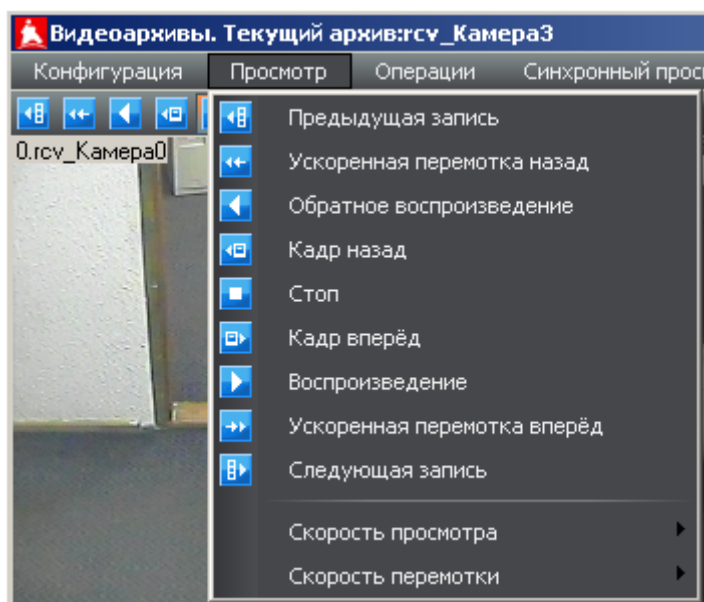 Видеоархивы. Текущий архив:rcv_Камера3
Конфигурация Просмотр Операции Синхронный прос
0.rcv_Камера0
Предыдущая запись
Ускоренная перемотка назад
Обратное воспроизведение
Кадр назад
Стоп
Кадр вперёд
Воспроизведение
Ускоренная перемотка вперёд
Следующая запись
Скорость просмотра
Скорость перемотки